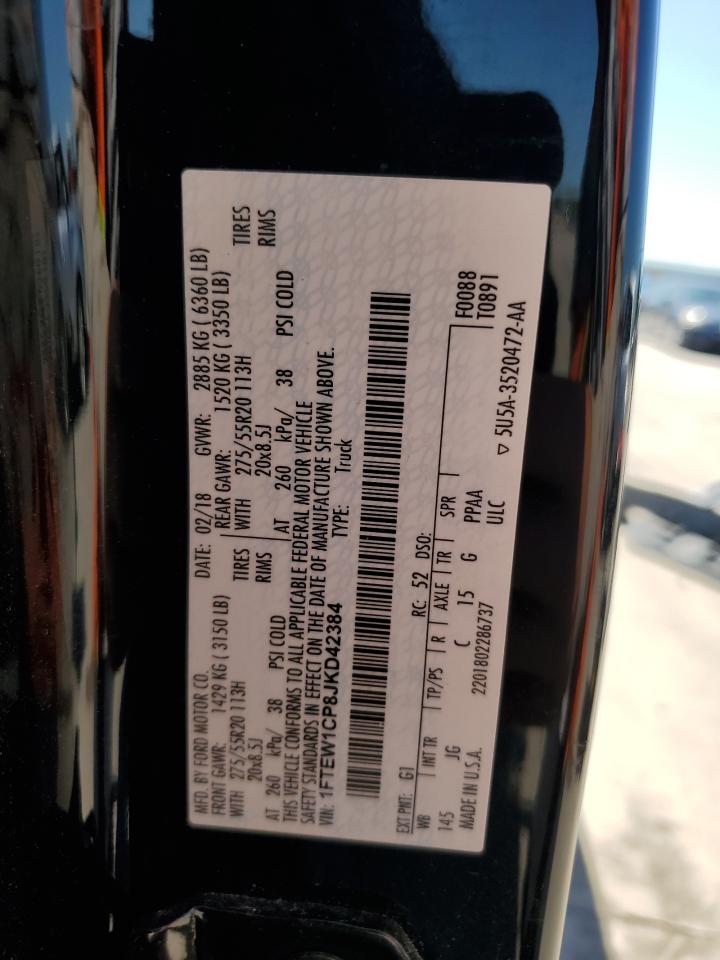 MFD. BY FORD MOTOR CO. DATE: 02/18 GVWR: 2885 KG ( 6360 LB)
FRONT GAWR: 1429 KG ( 3150 LB) REAR GAWR: 1520 KG ( 3350 LB)
WITH 275/55R20 113H TIRES WITH 275/55R20 113H TIRES
20x8.5J RIMS 20x8.5J RIMS
AT 260 kPa/ 38 PSI COLD AT 260 kPa/ 38 PSI COLD
THIS VEHICLE CONFORMS TO ALL APPLICABLE FEDERAL MOTOR VEHICLE
SAFETY STANDARDS IN EFFECT ON THE DATE OF MANUFACTURE SHOWN ABOVE.
VIN: 1FTEW1CP8JKD42384 TYPE: Truck
EXT PNT: G1 RC: 52 DSO: F0088
WB INT TR TP/PS R AXLE TR SPR T0891
145 JG C 15 G PPAA
MADE IN U.S.A. 2201802286737 ULC
▽ 5U5A-3520472-AA